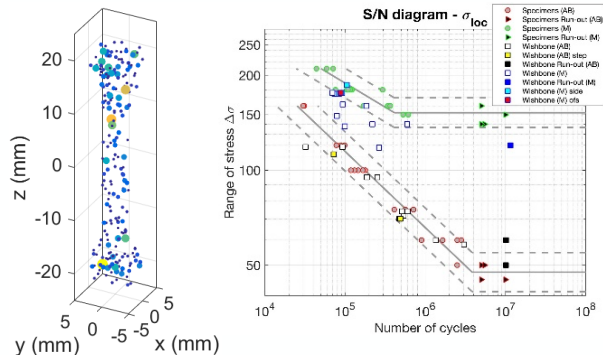 S/N diagram - σloc
Specimens (AB)
Specimens Run-out (AB)
Specimens (M)
Specimens Run-out (M)
Wishbone (AB)
Wishbone (AB) step
Wishbone Run-out (AB)
Wishbone (M)
Wishbone Run-out (M)
Wishbone (M) side
Wishbone (M) ofs
z (mm)
20
10
0
-10
-20
y (mm)
5
0
-5
x (mm)
5
0
-5
Range of stress Δσ
200
150
100
50
10^4
10^5
10^6
10^7
10^8
Number of cycles